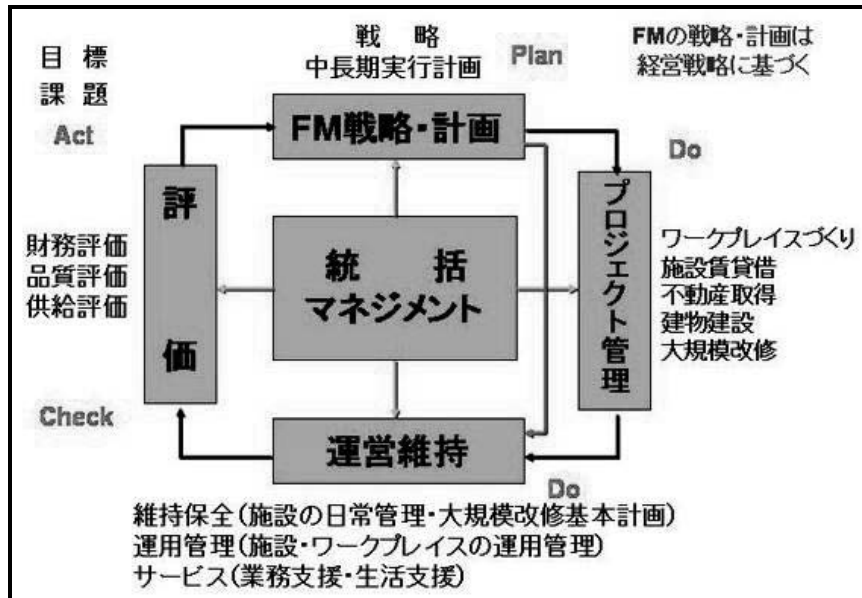 目 標
課 題
Act
戦 略
中長期実行計画
Plan
FMの戦略・計画は
経営戦略に基づく
FM戦略・計画
Do
評 価
財務評価
品質評価
供給評価
統 括
マネジメント
プロジェクト管理
ワークプレイスづくり
施設賃貸借
不動産取得
建物建設
大規模改修
Check
運営維持
Do
維持保全(施設の日常管理・大規模改修基本計画)
運用管理(施設・ワークプレイスの運用管理)
サービス(業務支援・生活支援)